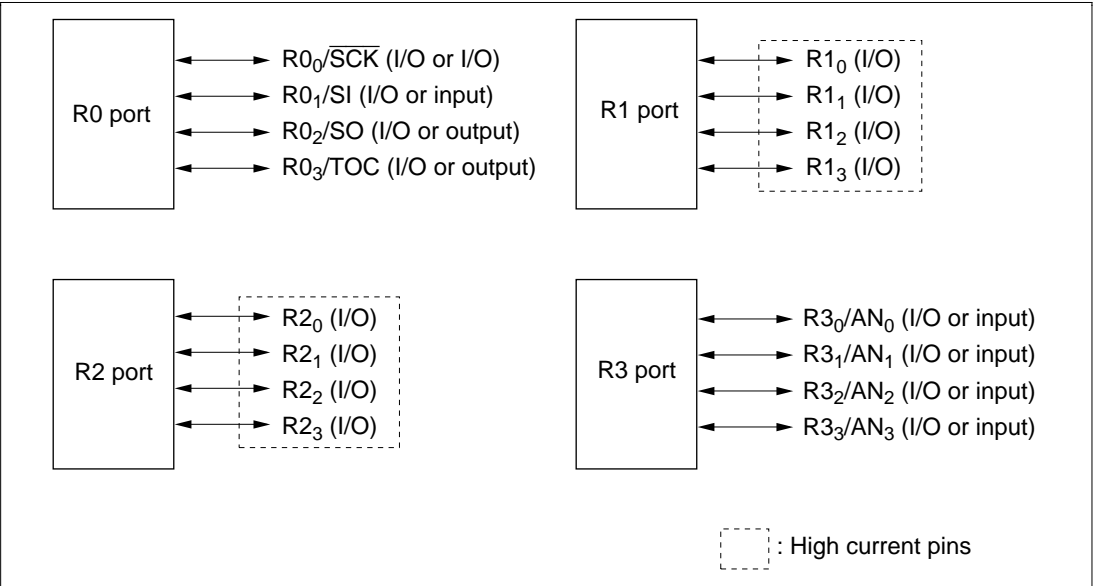 R0 port
R0₀/S̅C̅K̅ (I/O or I/O)
R0₁/SI (I/O or input)
R0₂/SO (I/O or output)
R0₃/TOC (I/O or output)
R1 port
R1₀ (I/O)
R1₁ (I/O)
R1₂ (I/O)
R1₃ (I/O)
R2 port
R2₀ (I/O)
R2₁ (I/O)
R2₂ (I/O)
R2₃ (I/O)
R3 port
R3₀/AN₀ (I/O or input)
R3₁/AN₁ (I/O or input)
R3₂/AN₂ (I/O or input)
R3₃/AN₃ (I/O or input)
: High current pins